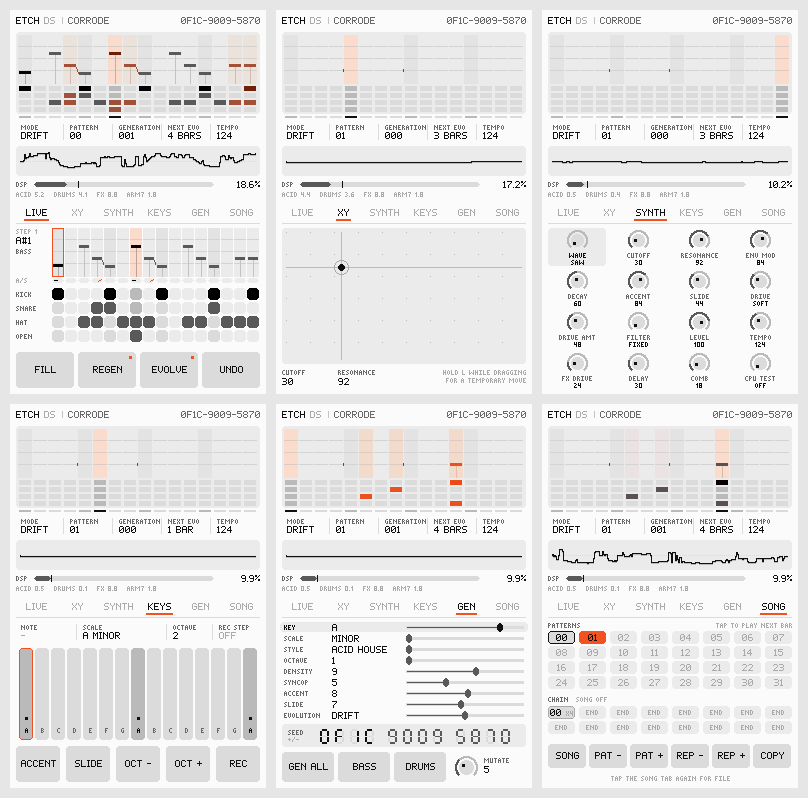 ETCH DS | CORRODE 0F1C-9009-5870
MODE PATTERN GENERATION NEXT EVO TEMPO
DRIFT 00 001 4 BARS 124
DSP 18.6%
ACID 5.2 DRUMS 4.1 FX 8.8 ARM7 1.8
LIVE XY SYNTH KEYS GEN SONG
STEP 1
A#1
BASS
A/S
KICK
SNARE
HAT
OPEN
FILL REGEN EVOLVE UNDO
ETCH DS | CORRODE 0F1C-9009-5870
MODE PATTERN GENERATION NEXT EVO TEMPO
DRIFT 01 000 3 BARS 124
DSP 17.2%
ACID 4.4 DRUMS 3.6 FX 8.8 ARM7 1.8
LIVE XY SYNTH KEYS GEN SONG
CUTOFF RESONANCE HOLD L WHILE DRAGGING
30 92 FOR A TEMPORARY MOVE
ETCH DS | CORRODE 0F1C-9009-5870
MODE PATTERN GENERATION NEXT EVO TEMPO
DRIFT 01 000 3 BARS 124
DSP 10.2%
ACID 0.5 DRUMS 0.4 FX 8.8 ARM7 1.8
LIVE XY SYNTH KEYS GEN SONG
WAVE CUTOFF RESONANCE ENV MOD
SAW 30 92 84
DECAY ACCENT SLIDE DRIVE
60 84 44 SOFT
DRIVE AMT FILTER LEVEL TEMPO
48 FIXED 100 124
FX DRIVE DELAY COMB CPU TEST
24 30 18 OFF
ETCH DS | CORRODE 0F1C-9009-5870
MODE PATTERN GENERATION NEXT EVO TEMPO
DRIFT 01 000 1 BAR 124
DSP 9.9%
ACID 0.5 DRUMS 0.1 FX 8.8 ARM7 1.8
LIVE XY SYNTH KEYS GEN SONG
NOTE SCALE OCTAVE REC STEP
- A MINOR 2 OFF
A B C D E F G A B C D E F G A
ACCENT SLIDE OCT - OCT + REC
ETCH DS | CORRODE 0F1C-9009-5870
MODE PATTERN GENERATION NEXT EVO TEMPO
DRIFT 01 001 4 BARS 124
DSP 9.9%
ACID 0.5 DRUMS 0.1 FX 8.8 ARM7 1.8
LIVE XY SYNTH KEYS GEN SONG
KEY A
SCALE MINOR
STYLE ACID HOUSE
OCTAVE 1
DENSITY 9
SYNCOP 5
ACCENT 8
SLIDE 7
EVOLUTION DRIFT
SEED +/- 0F1C 9009 5870
GEN ALL BASS DRUMS MUTATE 5
ETCH DS | CORRODE 0F1C-9009-5870
MODE PATTERN GENERATION NEXT EVO TEMPO
DRIFT 01 001 4 BARS 124
DSP 9.9%
ACID 0.5 DRUMS 0.1 FX 8.8 ARM7 1.8
LIVE XY SYNTH KEYS GEN SONG
PATTERNS TAP TO PLAY NEXT BAR
00 01 02 03 04 05 06 07
08 09 10 11 12 13 14 15
16 17 18 19 20 21 22 23
24 25 26 27 28 29 30 31
CHAIN SONG OFF
00 END END END END END END END
END END END END END END END END
SONG PAT - PAT + REP - REP + COPY
TAP THE SONG TAB AGAIN FOR FILE